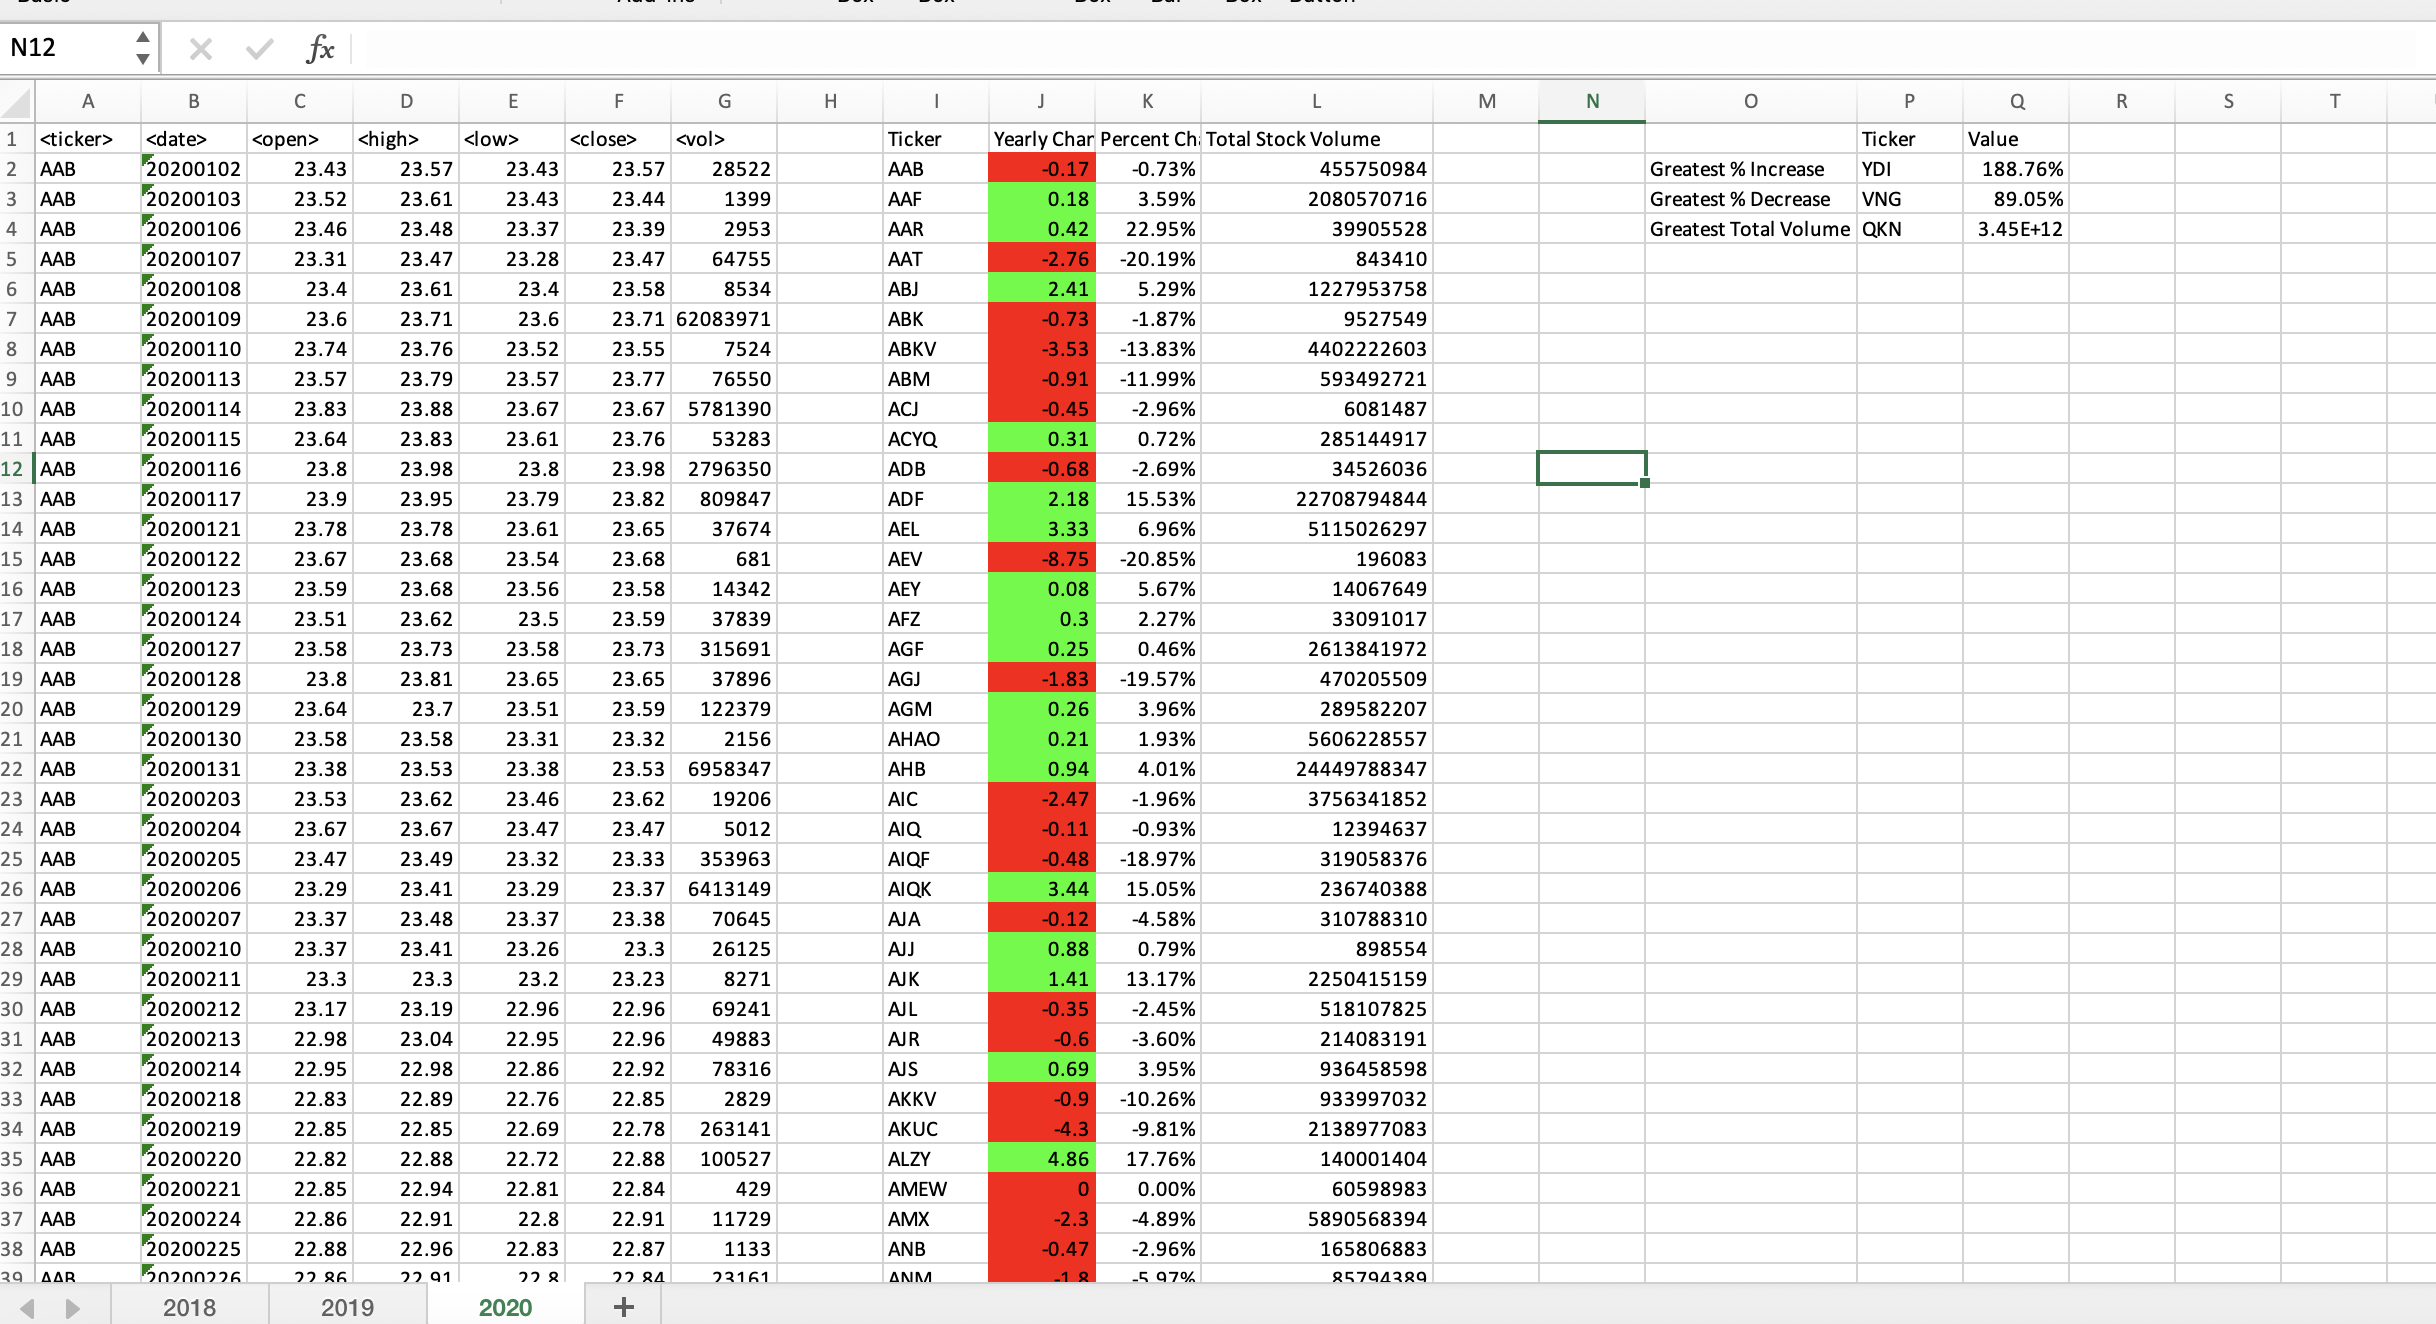 Basic Add-ins Box Box Box Bar Box Button
N12 fx
A B C D E F G H I J K L M N O P Q R S T
1 <ticker> <date> <open> <high> <low> <close> <vol> Ticker Yearly Char Percent Ch Total Stock Volume Ticker Value
2 AAB 20200102 23.43 23.57 23.43 23.57 28522 AAB -0.17 -0.73% 455750984 Greatest % Increase YDI 188.76%
3 AAB 20200103 23.52 23.61 23.43 23.44 1399 AAF 0.18 3.59% 2080570716 Greatest % Decrease VNG 89.05%
4 AAB 20200106 23.46 23.48 23.37 23.39 2953 AAR 0.42 22.95% 39905528 Greatest Total Volume QKN 3.45E+12
5 AAB 20200107 23.31 23.47 23.28 23.47 64755 AAT -2.76 -20.19% 843410
6 AAB 20200108 23.4 23.61 23.4 23.58 8534 ABJ 2.41 5.29% 1227953758
7 AAB 20200109 23.6 23.71 23.6 23.71 62083971 ABK -0.73 -1.87% 9527549
8 AAB 20200110 23.74 23.76 23.52 23.55 7524 ABKV -3.53 -13.83% 4402222603
9 AAB 20200113 23.57 23.79 23.57 23.77 76550 ABM -0.91 -11.99% 593492721
10 AAB 20200114 23.83 23.88 23.67 23.67 5781390 ACJ -0.45 -2.96% 6081487
11 AAB 20200115 23.64 23.83 23.61 23.76 53283 ACYQ 0.31 0.72% 285144917
12 AAB 20200116 23.8 23.98 23.8 23.98 2796350 ADB -0.68 -2.69% 34526036
13 AAB 20200117 23.9 23.95 23.79 23.82 809847 ADF 2.18 15.53% 22708794844
14 AAB 20200121 23.78 23.78 23.61 23.65 37674 AEL 3.33 6.96% 5115026297
15 AAB 20200122 23.67 23.68 23.54 23.68 681 AEV -8.75 -20.85% 196083
16 AAB 20200123 23.59 23.68 23.56 23.58 14342 AEY 0.08 5.67% 14067649
17 AAB 20200124 23.51 23.62 23.5 23.59 37839 AFZ 0.3 2.27% 33091017
18 AAB 20200127 23.58 23.73 23.58 23.73 315691 AGF 0.25 0.46% 2613841972
19 AAB 20200128 23.8 23.81 23.65 23.65 37896 AGJ -1.83 -19.57% 470205509
20 AAB 20200129 23.64 23.7 23.51 23.59 122379 AGM 0.26 3.96% 289582207
21 AAB 20200130 23.58 23.58 23.31 23.32 2156 AHAO 0.21 1.93% 5606228557
22 AAB 20200131 23.38 23.53 23.38 23.53 6958347 AHB 0.94 4.01% 24449788347
23 AAB 20200203 23.53 23.62 23.46 23.62 19206 AIC -2.47 -1.96% 3756341852
24 AAB 20200204 23.67 23.67 23.47 23.47 5012 AIQ -0.11 -0.93% 12394637
25 AAB 20200205 23.47 23.49 23.32 23.33 353963 AIQF -0.48 -18.97% 319058376
26 AAB 20200206 23.29 23.41 23.29 23.37 6413149 AIQK 3.44 15.05% 236740388
27 AAB 20200207 23.37 23.48 23.37 23.38 70645 AJA -0.12 -4.58% 310788310
28 AAB 20200210 23.37 23.41 23.26 23.3 26125 AJJ 0.88 0.79% 898554
29 AAB 20200211 23.3 23.3 23.2 23.23 8271 AJK 1.41 13.17% 2250415159
30 AAB 20200212 23.17 23.19 22.96 22.96 69241 AJL -0.35 -2.45% 518107825
31 AAB 20200213 22.98 23.04 22.95 22.96 49883 AJR -0.6 -3.60% 214083191
32 AAB 20200214 22.95 22.98 22.86 22.92 78316 AJS 0.69 3.95% 936458598
33 AAB 20200218 22.83 22.89 22.76 22.85 2829 AKKV -0.9 -10.26% 933997032
34 AAB 20200219 22.85 22.85 22.69 22.78 263141 AKUC -4.3 -9.81% 2138977083
35 AAB 20200220 22.82 22.88 22.72 22.88 100527 ALZY 4.86 17.76% 140001404
36 AAB 20200221 22.85 22.94 22.81 22.84 429 AMEW 0 0.00% 60598983
37 AAB 20200224 22.86 22.91 22.8 22.91 11729 AMX -2.3 -4.89% 5890568394
38 AAB 20200225 22.88 22.96 22.83 22.87 1133 ANB -0.47 -2.96% 165806883
39 AAB 20200226 22.86 22.91 22.8 22.84 23161 ANM -1.8 -5.97% 85794389
2018 2019 2020 +